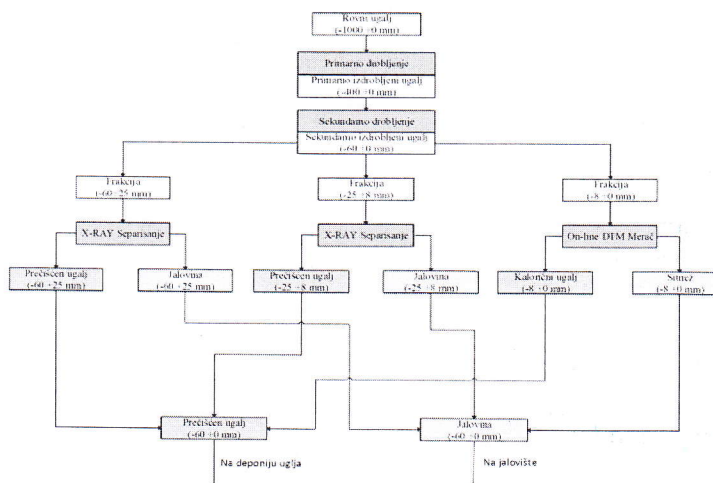 Rovni ugalj
(-1000 +0 mm)
Primarno drobljenje
Primarno izdrobljeni ugalj
(-400 +0 mm)
Sekundarno drobljenje
Sekundarno izdrobljeni ugalj
(-60 +0 mm)
Frakcija
(-60 +25 mm)
Frakcija
(-25 +8 mm)
Frakcija
(-8 +0 mm)
X-RAY Separisanje
X-RAY Separisanje
On-line DTM Merač
Prečišćen ugalj
(-60 +25 mm)
Jalovina
(-60 +25 mm)
Prečišćen ugalj
(-25 +8 mm)
Jalovina
(-25 +8 mm)
Kalorični ugalj
(-8 +0 mm)
(-8 +0 mm)
Prečišćen ugalj
(-60 +0 mm)
Jalovina
(-60 +0 mm)
Na deponiju uglja
Na jalovište